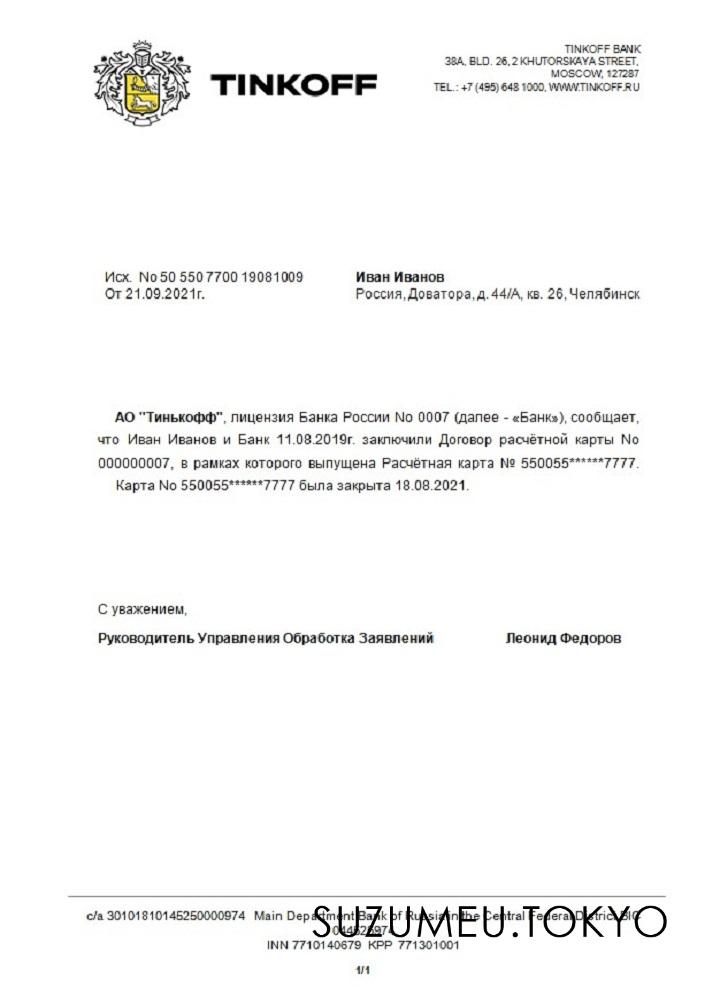 TINKOFF
TINKOFF BANK
38A, BLD. 26, 2 KHUTORSKAYA STREET,
MOSCOW, 127287
TEL.: +7 (495) 648 1000, WWW.TINKOFF.RU
Исх. No 50 550 7700 19081009
От 21.09.2021г.
Иван Иванов
Россия, Доватора, д. 44/А, кв. 26, Челябинск
АО "Тинькофф", лицензия Банка России No 0007 (далее - «Банк»), сообщает,
что Иван Иванов и Банк 11.08.2019г. заключили Договор расчётной карты No
000000007, в рамках которого выпущена Расчётная карта № 550055******7777.
Карта No 550055******7777 была закрыта 18.08.2021.
С уважением,
Руководитель Управления Обработка Заявлений
Леонид Федоров
c/a 30101810145250000974 Main Department Bank of Russia in the Central Federal District BIC
SUZUMEU.TOKYO
INN 7710140679 KPP 771301001
1/1